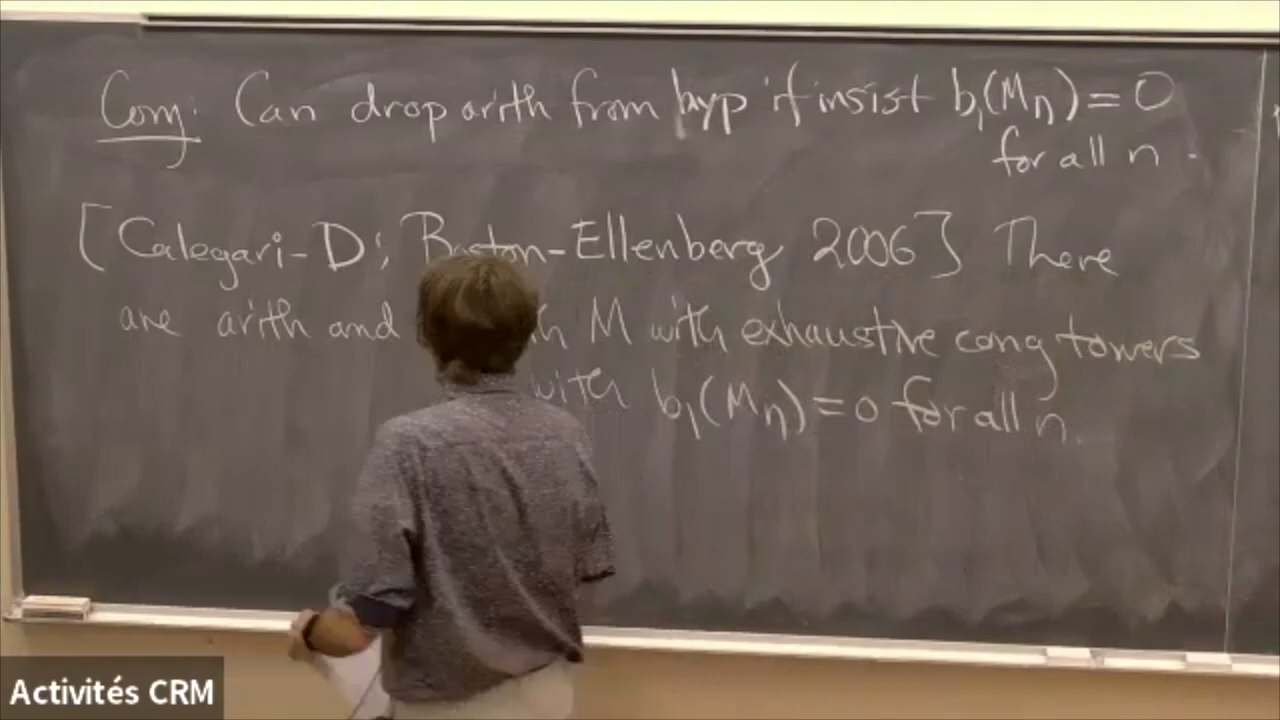 Conj: Can drop arith from hyp if insist b₁(Mₙ) = 0
for all n.
[Calegari-D; Boston-Ellenberg 2006] There
are arith and M with exhaustive cong towers
with b₁(Mₙ) = 0 for all n.
Activités CRM